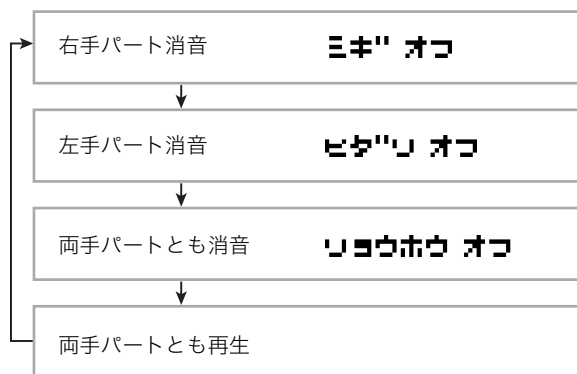 右手パート消音 ミギ オフ
左手パート消音 ヒダリ オフ
両手パートとも消音 リョウホウ オフ
両手パートとも再生